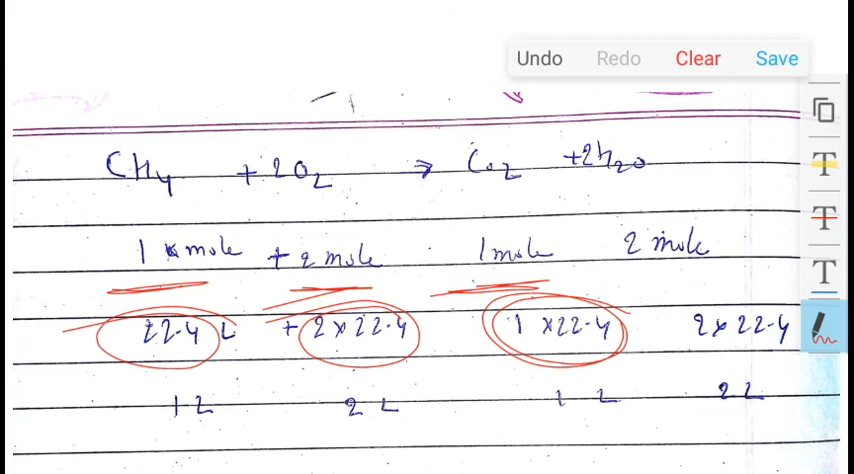 Undo Redo Clear Save
CH4 + 2O2 → CO2 + 2H2O
1 mole + 2 mole 1 mole 2 mole
22.4 L + 2 x 22.4 1 x 22.4 2 x 22.4
1 L 2 L 1 L 2 L
T
T
T